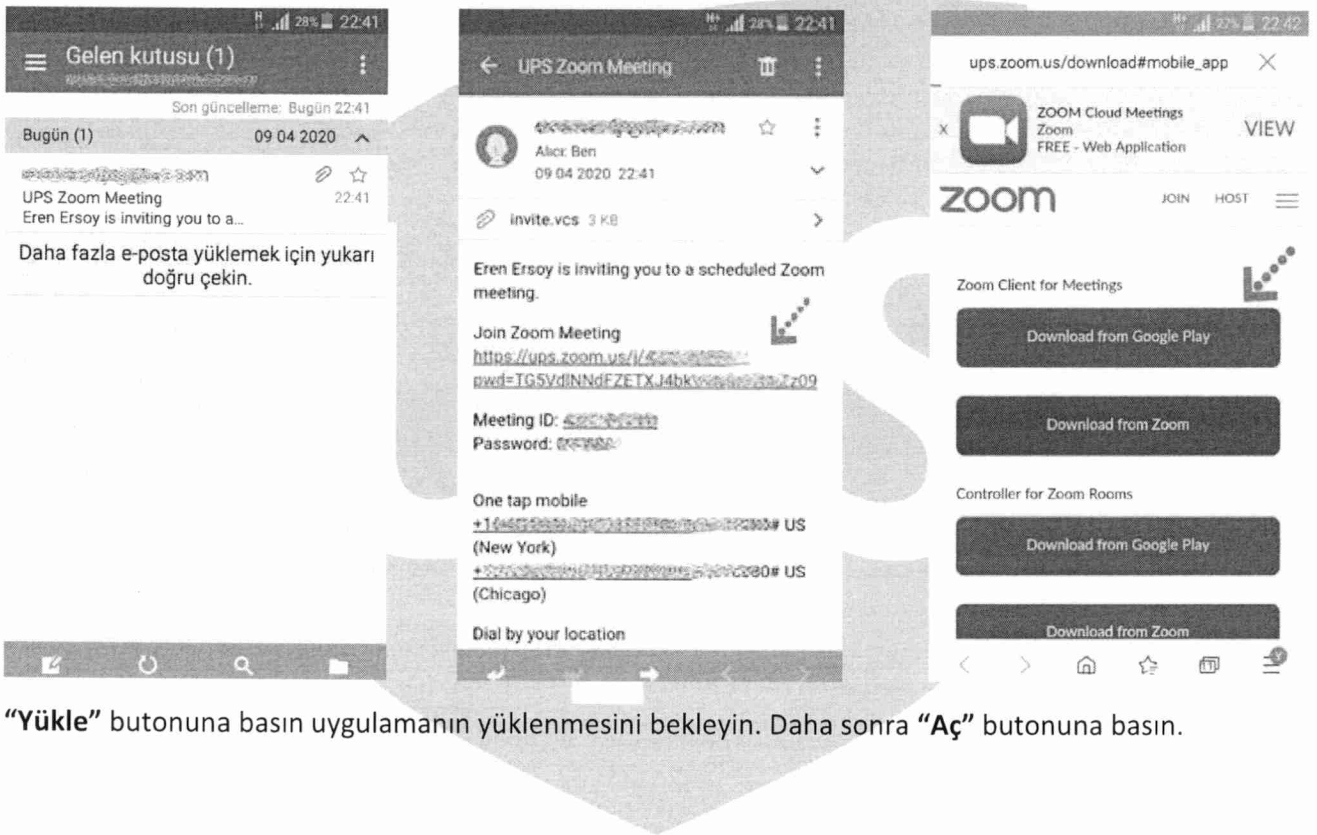 H 28% 22:41
Gelen kutusu (1)
Son güncelleme: Bugün 22:41
Bugün (1) 09 04 2020
UPS Zoom Meeting 22:41
Eren Ersoy is inviting you to a...
Daha fazla e-posta yüklemek için yukarı
doğru çekin.
H+ 28% 22:41
UPS Zoom Meeting
Alıcı: Ben
09 04 2020 22:41
invite.vcs 3 KB
Eren Ersoy is inviting you to a scheduled Zoom
meeting.
Join Zoom Meeting
https://ups.zoom.us/j/
pwd=TG5VdlNNdFZETXJ4bk
Meeting ID:
Password:
One tap mobile
US
(New York)
US
(Chicago)
Dial by your location
H+ 27% 22:42
ups.zoom.us/download#mobile_app
x
ZOOM Cloud Meetings
Zoom
FREE - Web Application
VIEW
zoom JOIN HOST
Zoom Client for Meetings
Download from Google Play
Download from Zoom
Controller for Zoom Rooms
Download from Google Play
Download from Zoom
“Yükle” butonuna basın uygulamanın yüklenmesini bekleyin. Daha sonra “Aç” butonuna basın.